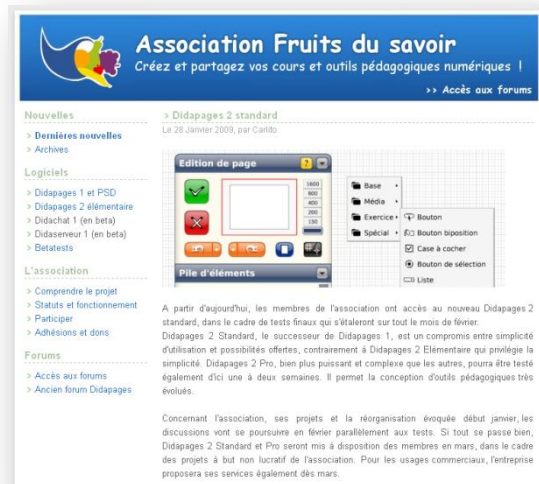 Association Fruits du savoir
Créez et partagez vos cours et outils pédagogiques numériques !
>> Accès aux forums
Nouvelles
> Dernières nouvelles
> Archives
Logiciels
> Didapages 1 et PSD
> Didapages 2 élémentaire
> Didachat 1 (en beta)
> Didaserveur 1 (en beta)
> Betatests
L'association
> Comprendre le projet
> Statuts et fonctionnement
> Participer
> Adhésions et dons
Forums
> Accès aux forums
> Ancien forum Didapages
> Didapages 2 standard
Le 28 Janvier 2009, par Carlito
Edition de page
?
1600
800
400
200
150
Pile d'éléments
Base
Média
Exercice
Spécial
Bouton
Bouton biposition
Case à cocher
Bouton de sélection
Liste
A partir d'aujourd'hui, les membres de l'association ont accès au nouveau Didapages 2
standard, dans le cadre de tests finaux qui s'étaleront sur tout le mois de février.
Didapages 2 Standard, le successeur de Didapages 1, est un compromis entre simplicité
d'utilisation et possibilités offertes, contrairement à Didapages 2 Elémentaire qui privilégie la
simplicité. Didapages 2 Pro, bien plus puissant et complexe que les autres, pourra être testé
également d'ici une à deux semaines. Il permet la conception d'outils pédagogiques très
évolués.
Concernant l'association, ses projets et la réorganisation évoquée début janvier, les
discussions vont se poursuivre en février parallèlement aux tests. Si tout se passe bien,
Didapages 2 Standard et Pro seront mis à disposition des membres en mars, dans le cadre
des projets à but non lucratif de l'association. Pour les usages commerciaux, l'entreprise
proposera ses services également dès mars.